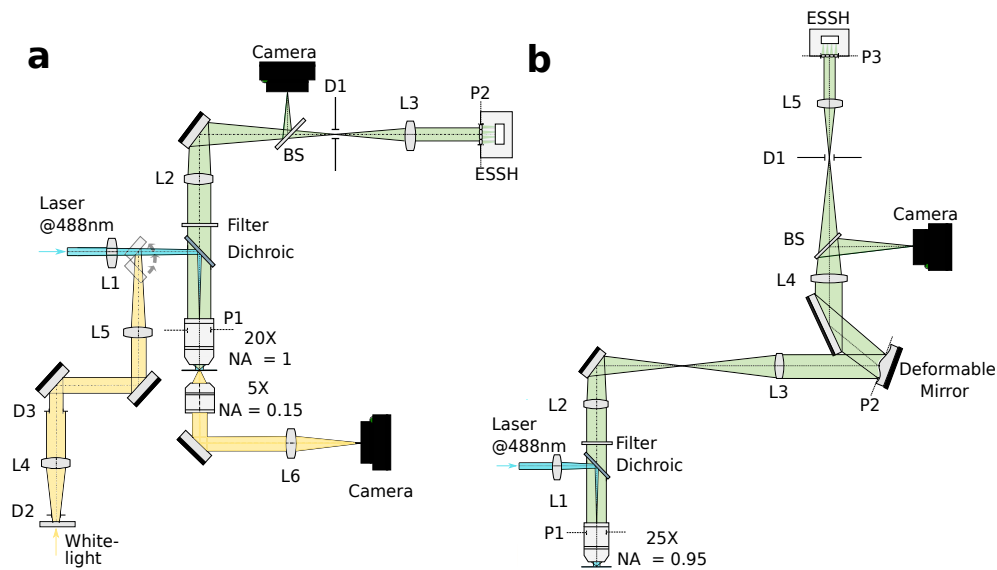 a
Camera
D1
L3
P2
BS
ESSH
L2
Laser
@488nm
Filter
Dichroic
L1
P1
20X
NA = 1
L5
5X
NA = 0.15
D3
L4
L6
D2
Camera
White-
light
b
ESSH
P3
L5
D1
Camera
BS
L4
Deformable
Mirror
L3
P2
L2
Laser
@488nm
Filter
Dichroic
L1
P1
25X
NA = 0.95